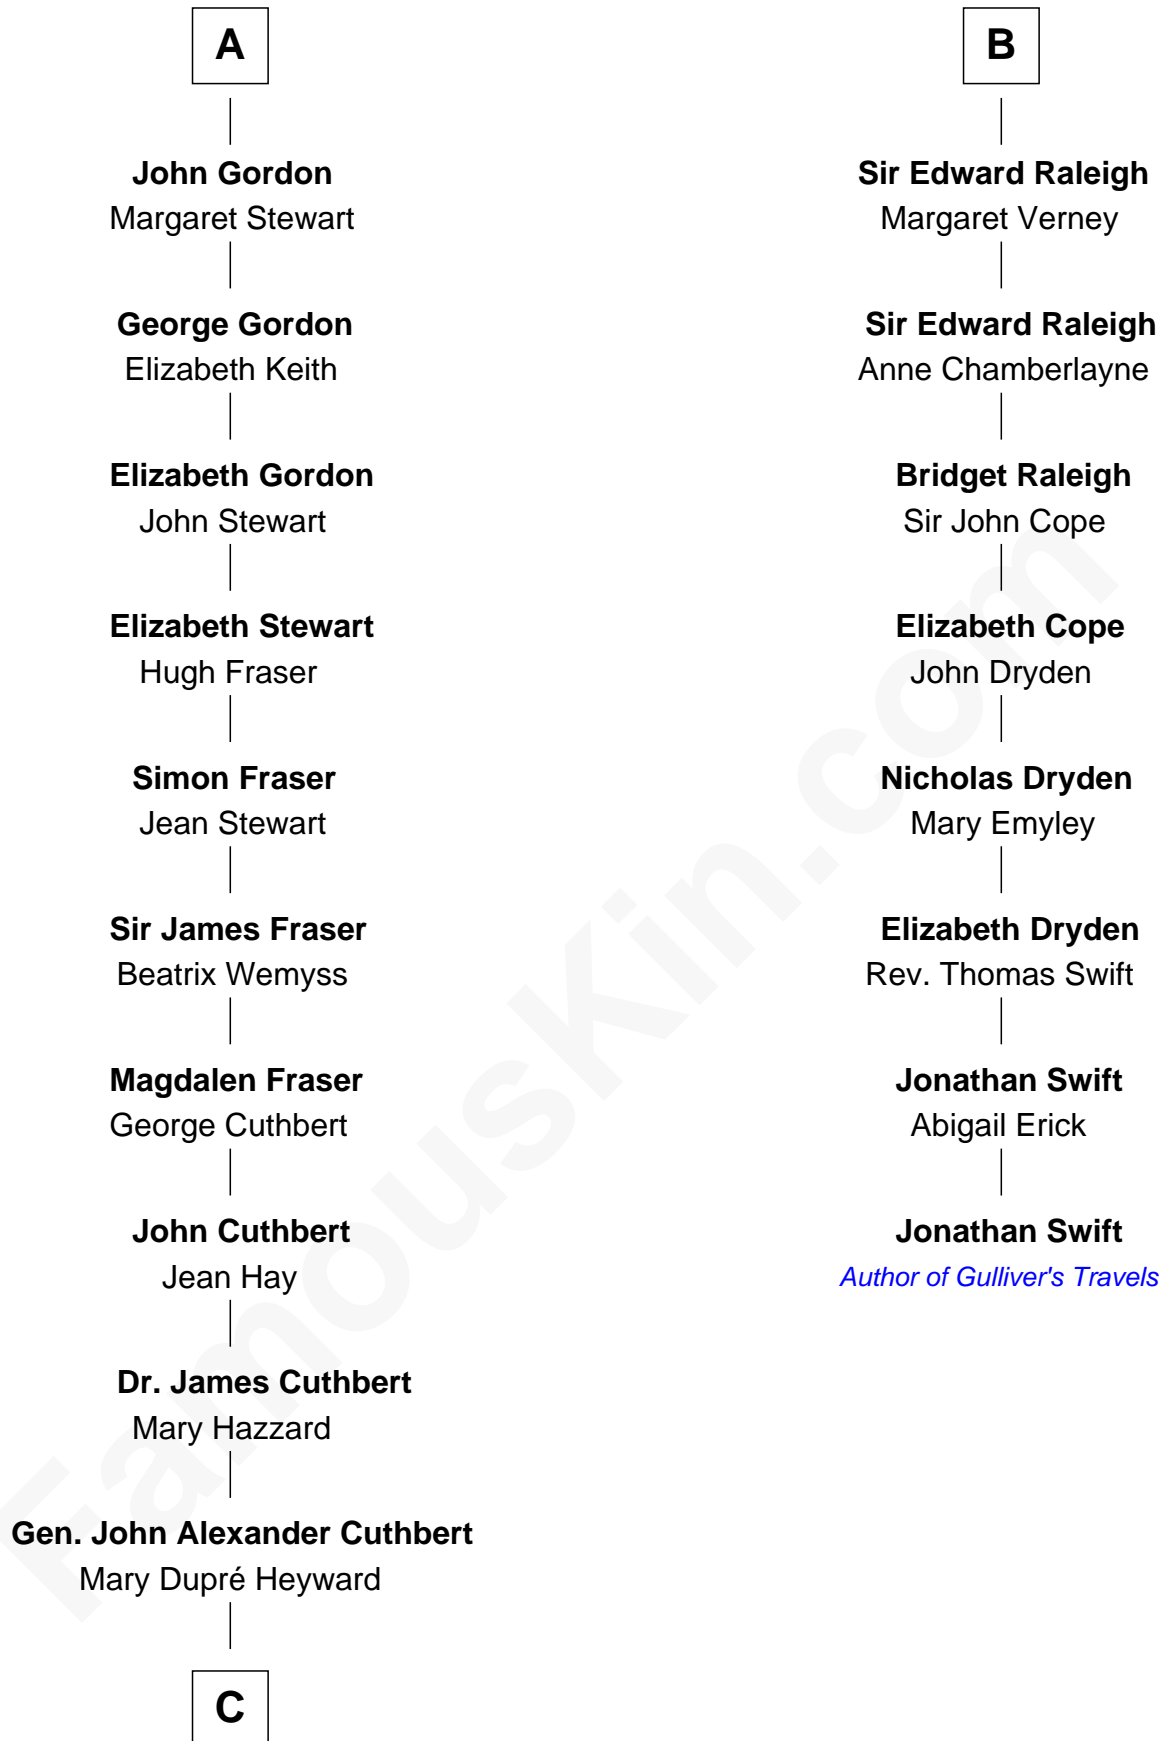 A
John Gordon
Margaret Stewart
George Gordon
Elizabeth Keith
Elizabeth Gordon
John Stewart
Elizabeth Stewart
Hugh Fraser
Simon Fraser
Jean Stewart
Sir James Fraser
Beatrix Wemyss
Magdalen Fraser
George Cuthbert
John Cuthbert
Jean Hay
Dr. James Cuthbert
Mary Hazzard
Gen. John Alexander Cuthbert
Mary Dupré Heyward
C
B
Sir Edward Raleigh
Margaret Verney
Sir Edward Raleigh
Anne Chamberlayne
Bridget Raleigh
Sir John Cope
Elizabeth Cope
John Dryden
Nicholas Dryden
Mary Emyley
Elizabeth Dryden
Rev. Thomas Swift
Jonathan Swift
Abigail Erick
Jonathan Swift
Author of Gulliver's Travels
FamousKin.com